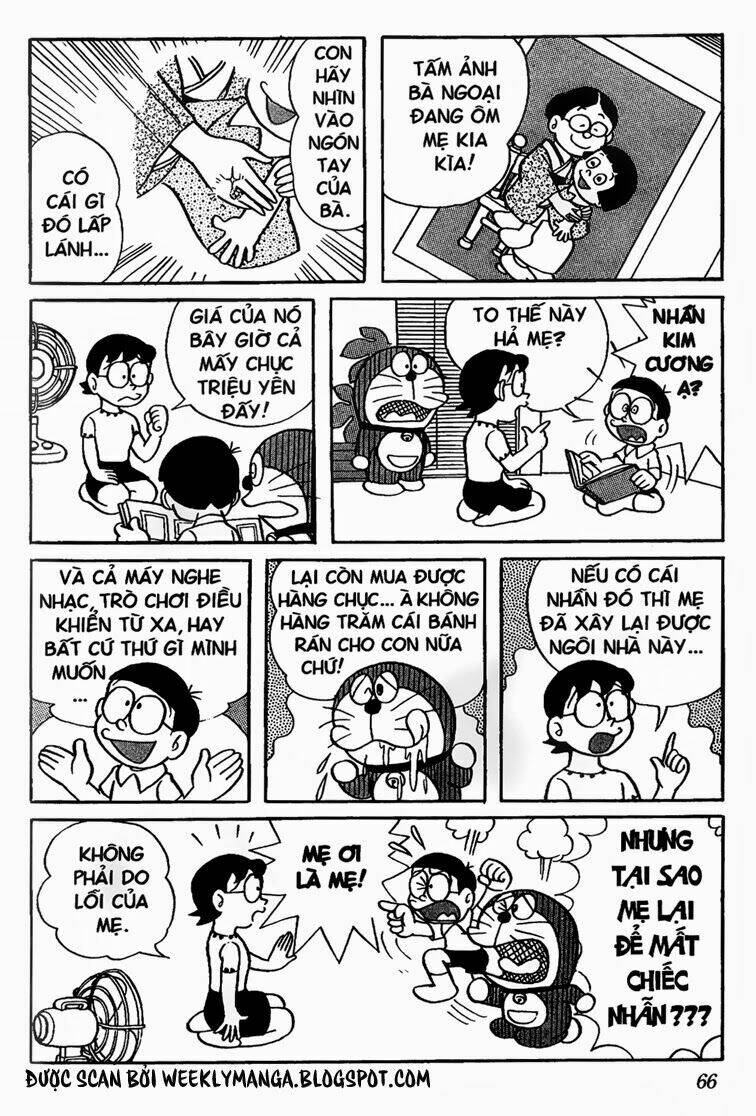 TẤM ẢNH
BÀ NGOẠI
ĐANG ÔM
MẸ KIA
KÌA!
CON
HÃY
NHÌN
VÀO
NGÓN
TAY
CỦA
BÀ.
CÓ
CÁI GÌ
ĐÓ LẤP
LÁNH...
NHẪN
KIM
CƯƠNG
Ạ?
TO THẾ NÀY
HẢ MẸ?
GIÁ CỦA NÓ
BÂY GIỜ CẢ
MẤY CHỤC
TRIỆU YÊN
ĐẤY!
NẾU CÓ CÁI
NHẪN ĐÓ THÌ MẸ
ĐÃ XÂY LẠI ĐƯỢC
NGÔI NHÀ NÀY...
LẠI CÒN MUA ĐƯỢC
HÀNG CHỤC... À KHÔNG
HÀNG TRĂM CÁI BÁNH
RÁN CHO CON NỮA
CHỨ!
VÀ CẢ MÁY NGHE
NHẠC, TRÒ CHƠI ĐIỀU
KHIỂN TỪ XA, HAY
BẤT CỨ THỨ GÌ MÌNH
MUỐN
...
NHƯNG
TẠI SAO
MẸ LẠI
ĐỂ MẤT
CHIẾC
NHẪN???
MẸ ƠI
LÀ MẸ!
KHÔNG
PHẢI DO
LỖI CỦA
MẸ.
ĐƯỢC SCAN BỞI WEEKLYMANGA.BLOGSPOT.COM
66